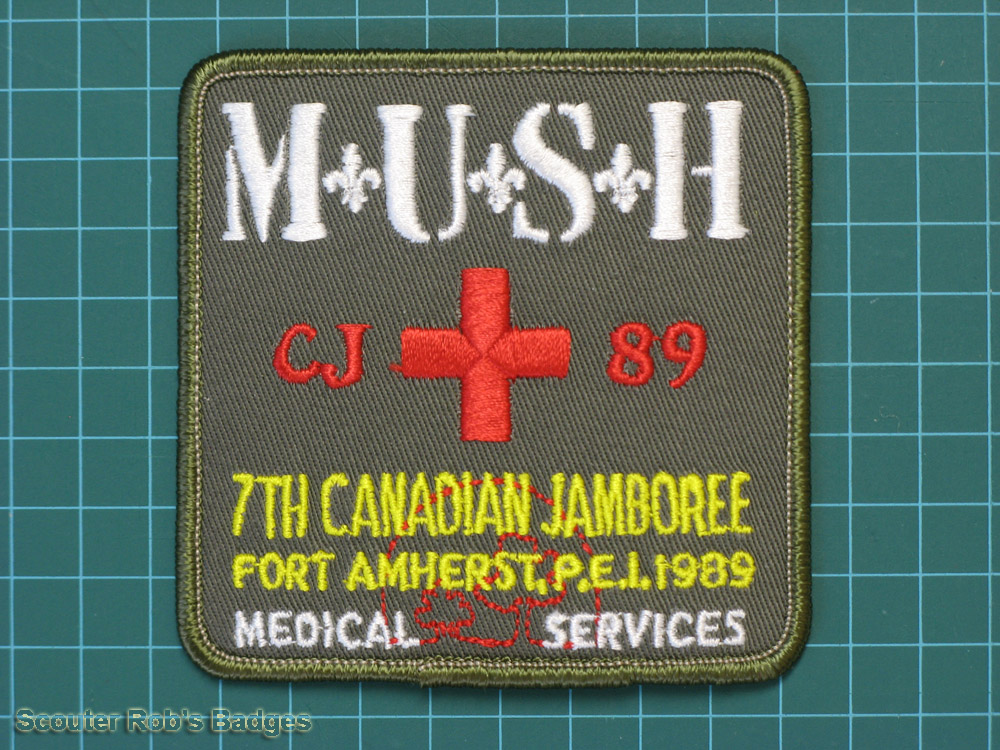 M⚜U⚜S⚜H
CJ 89
7TH CANADIAN JAMBOREE
FORT AMHERST, P.E.I. 1989
MEDICAL SERVICES
Scouter Rob's Badges